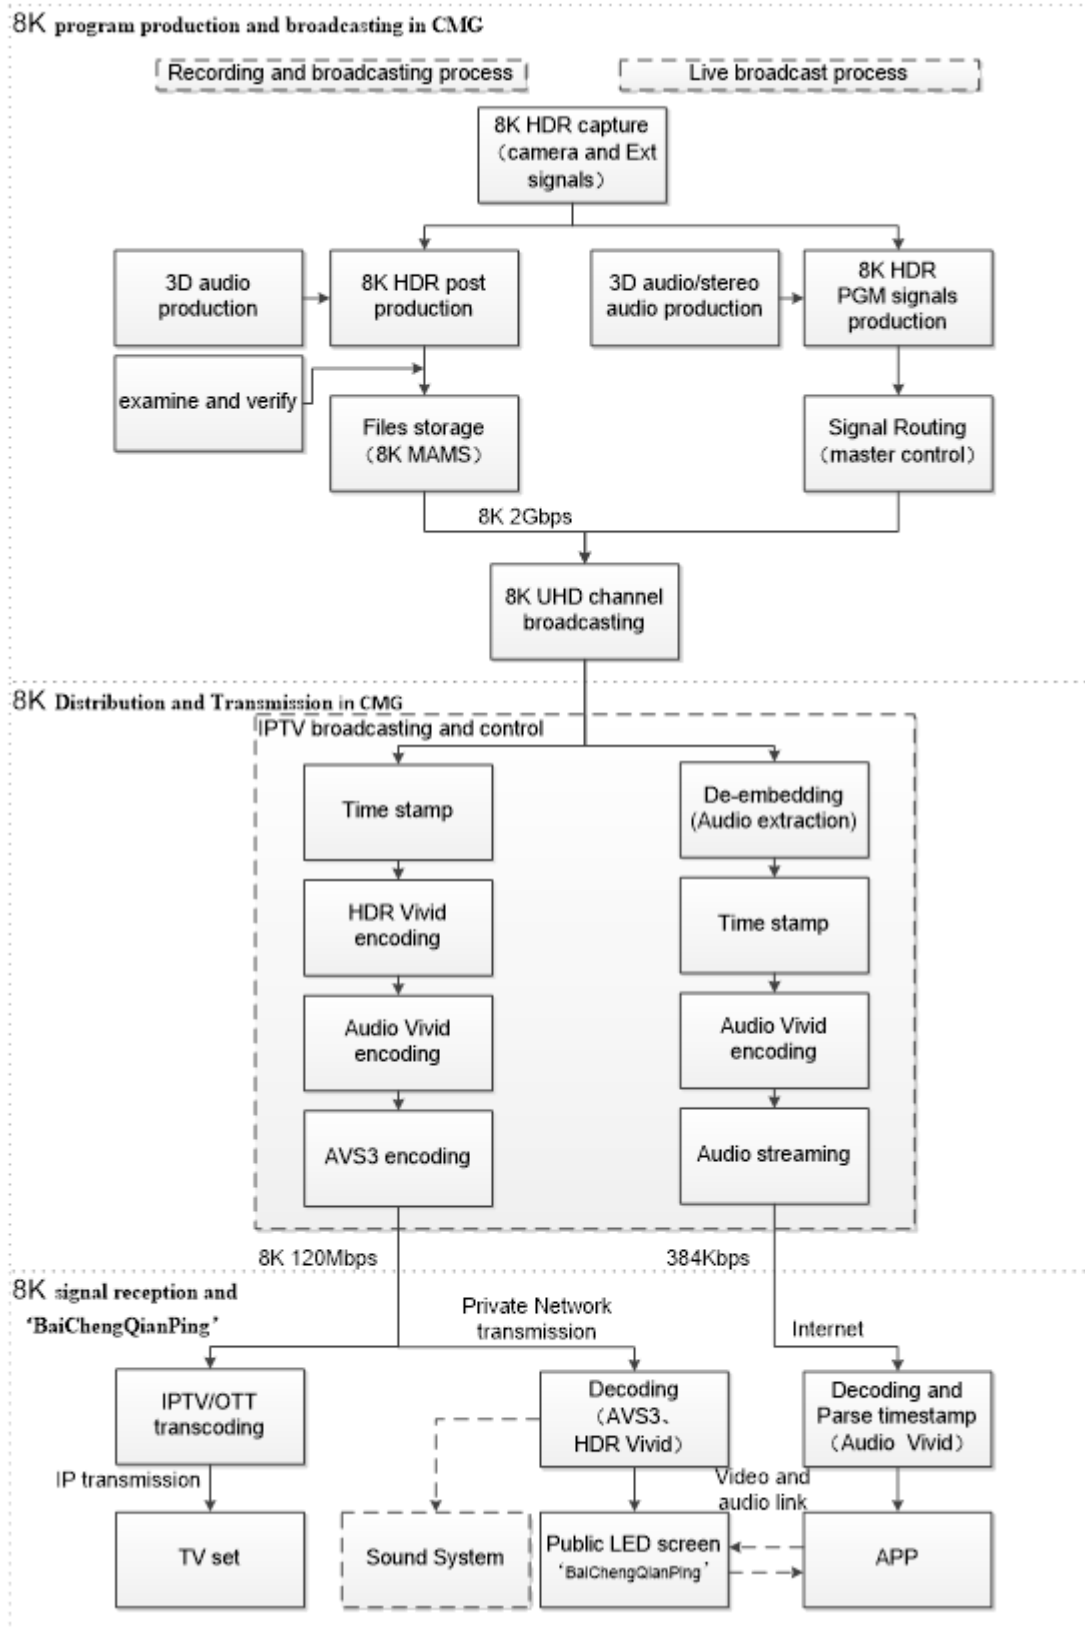 8K program production and broadcasting in CMG
Recording and broadcasting process
Live broadcast process
8K HDR capture
（camera and Ext
signals）
3D audio
production
8K HDR post
production
3D audio/stereo
audio production
8K HDR
PGM signals
production
examine and verify
Files storage
（8K MAMS）
Signal Routing
（master control）
8K 2Gbps
8K UHD channel
broadcasting
8K Distribution and Transmission in CMG
IPTV broadcasting and control
Time stamp
De-embedding
(Audio extraction)
HDR Vivid
encoding
Time stamp
Audio Vivid
encoding
Audio Vivid
encoding
AVS3 encoding
Audio streaming
8K 120Mbps
384Kbps
8K signal reception and
‘BaiChengQianPing’
Private Network
transmission
Internet
IPTV/OTT
transcoding
Decoding
（AVS3、
HDR Vivid）
Decoding and
Parse timestamp
（Audio Vivid）
IP transmission
Video and
audio link
TV set
Sound System
Public LED screen
‘BaiChengQianPing’
APP